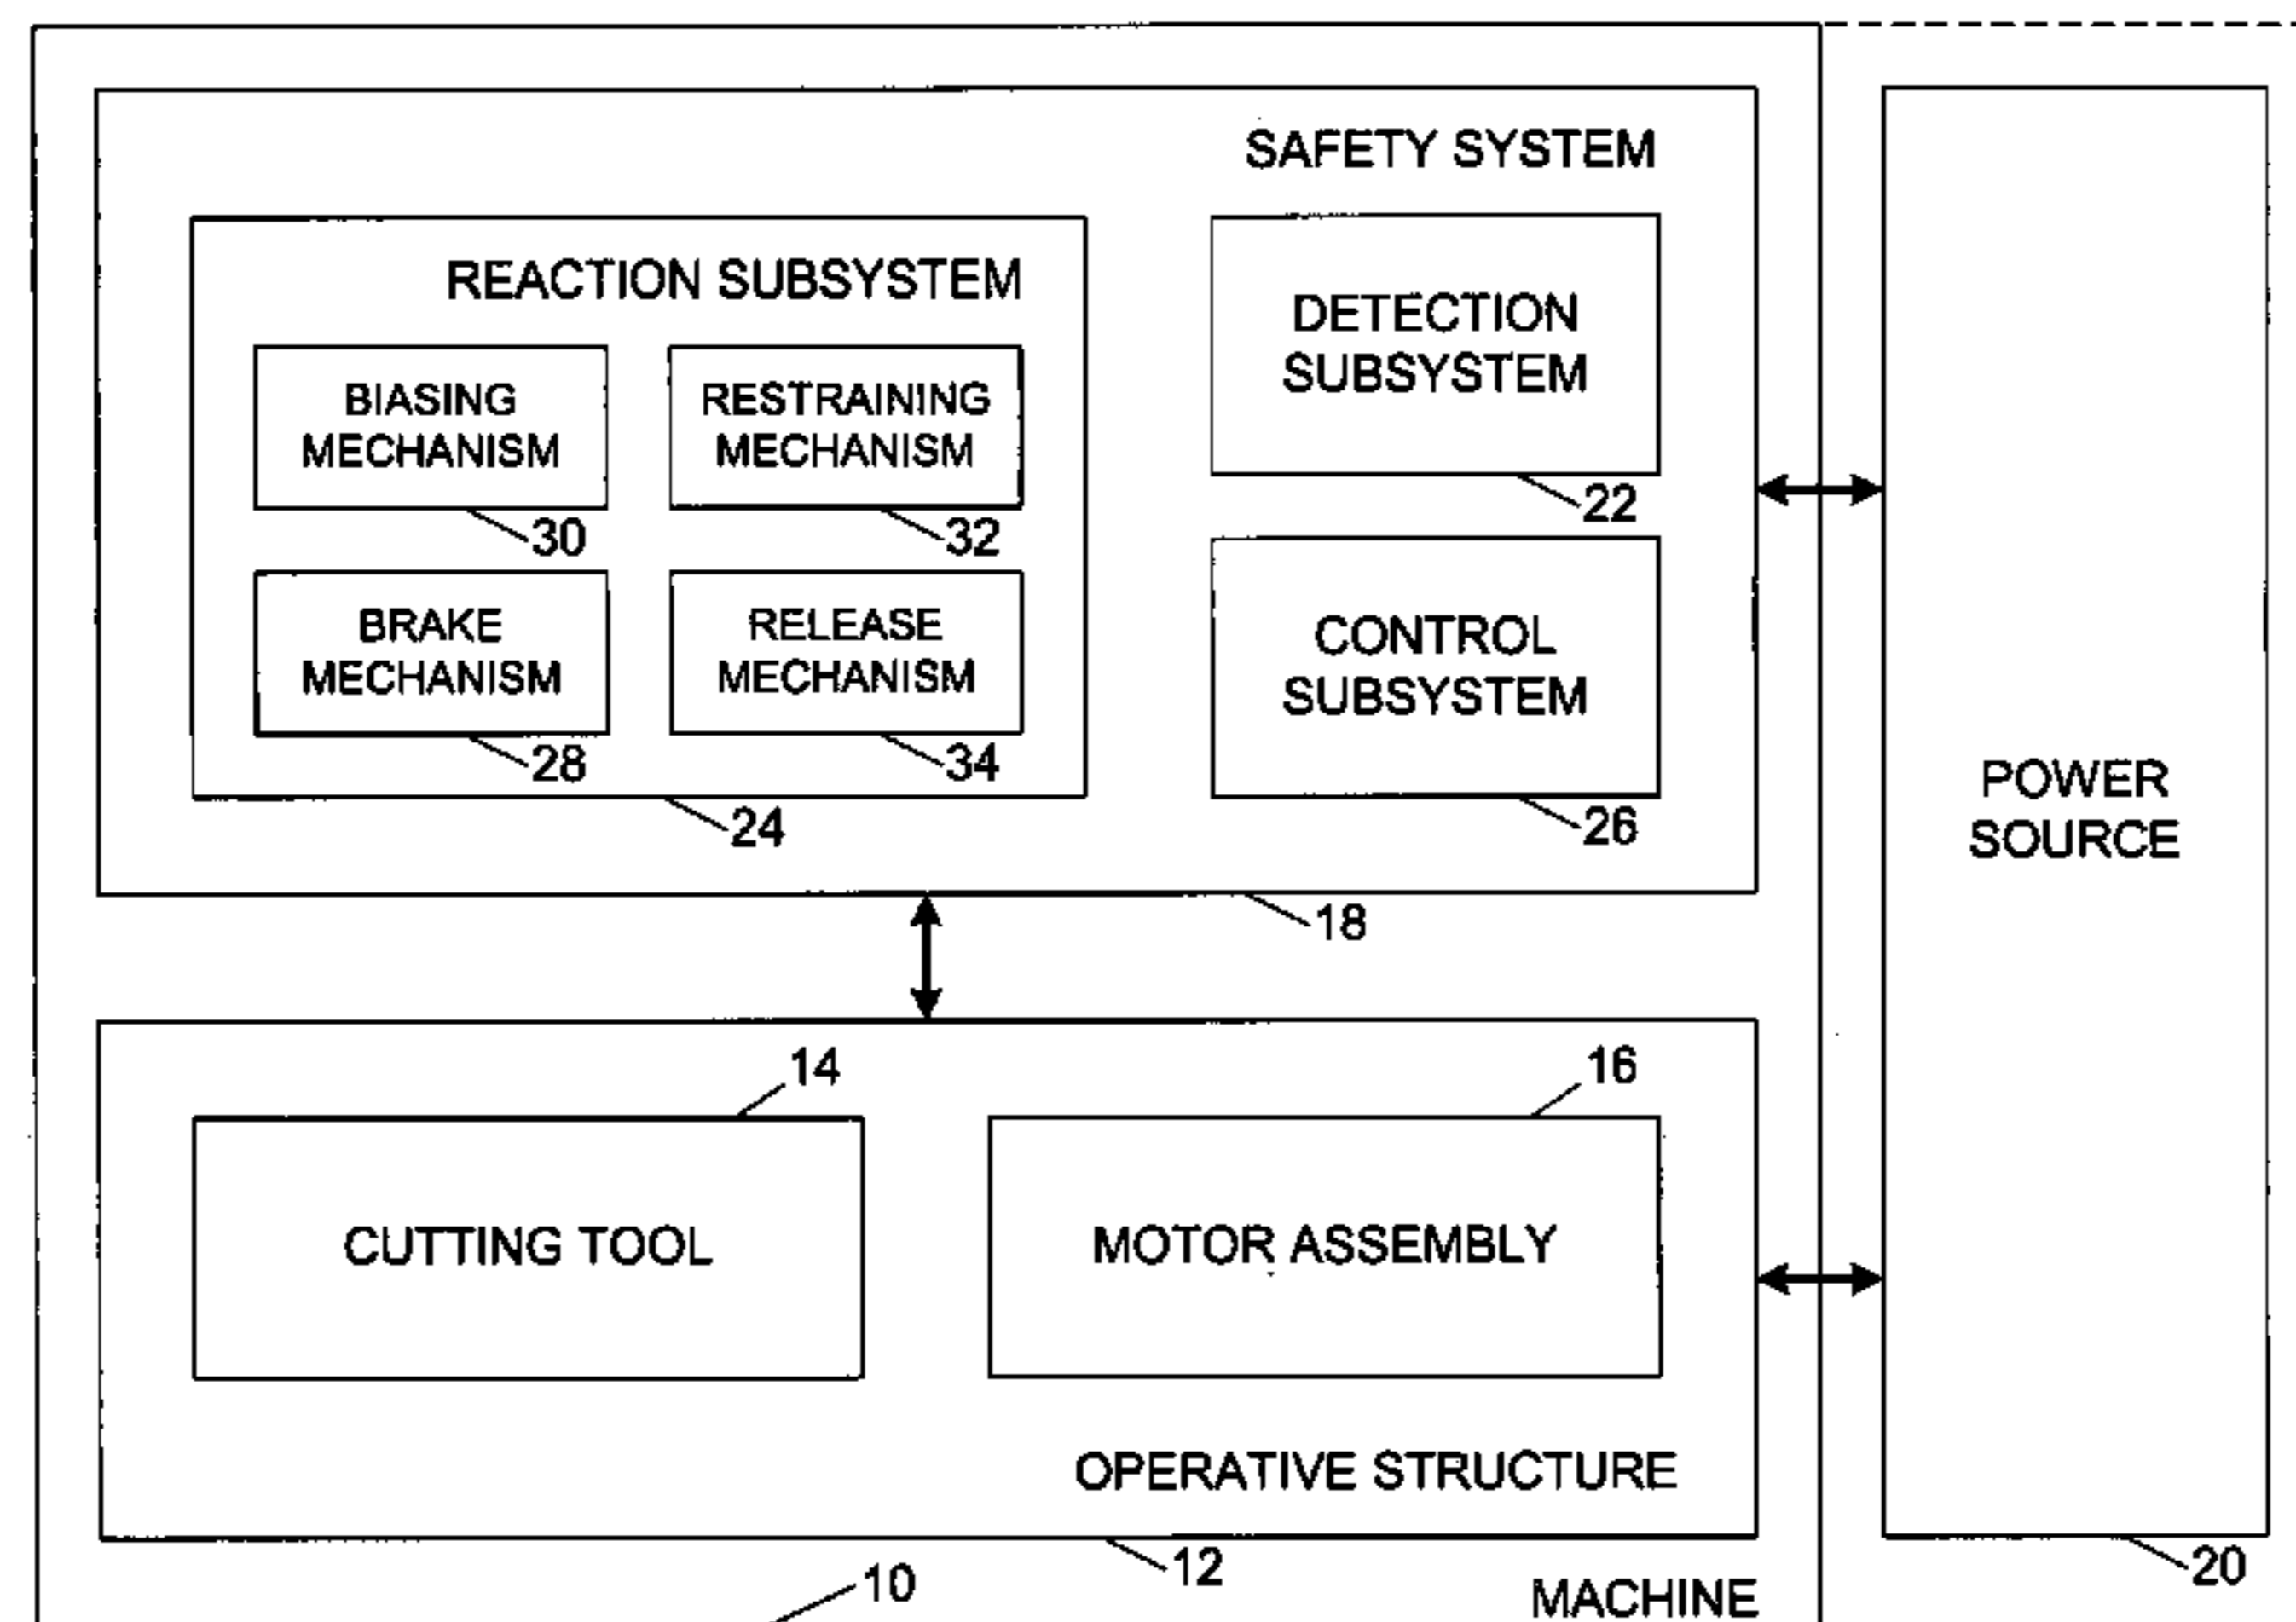 SAFETY SYSTEM
REACTION SUBSYSTEM
BIASING
MECHANISM
30
RESTRAINING
MECHANISM
32
BRAKE
MECHANISM
28
RELEASE
MECHANISM
34
24
DETECTION
SUBSYSTEM
22
CONTROL
SUBSYSTEM
26
18
POWER
SOURCE
20
14
CUTTING TOOL
16
MOTOR ASSEMBLY
OPERATIVE STRUCTURE
12
10
MACHINE